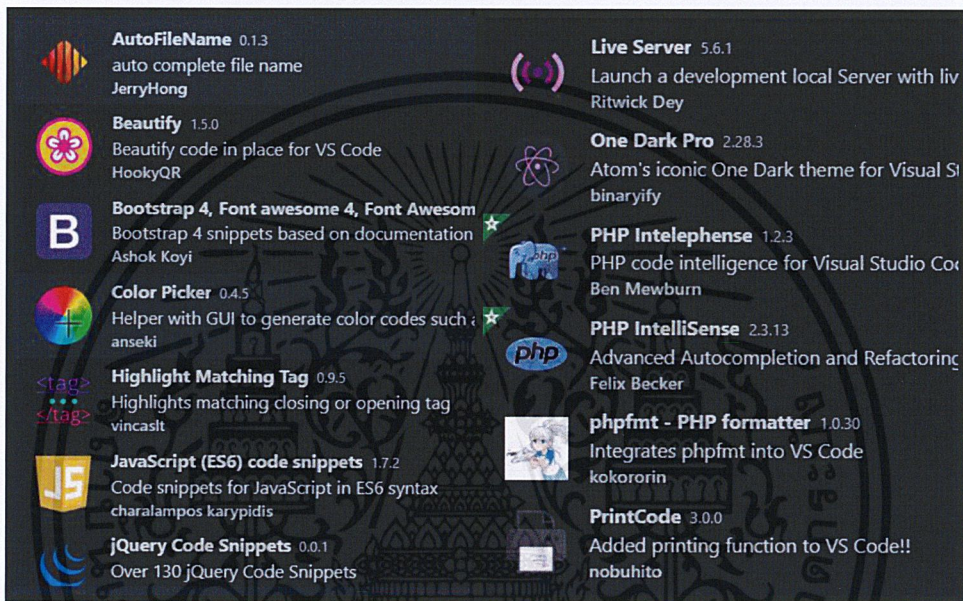 AutoFileName 0.1.3
auto complete file name
JerryHong
Beautify 1.5.0
Beautify code in place for VS Code
HookyQR
B
Bootstrap 4, Font awesome 4, Font Awesom
Bootstrap 4 snippets based on documentation
Ashok Koyi
Color Picker 0.4.5
Helper with GUI to generate color codes such a
anseki
<tag>
</tag>
Highlight Matching Tag 0.9.5
Highlights matching closing or opening tag
vincaslt
JS
JavaScript (ES6) code snippets 1.7.2
Code snippets for JavaScript in ES6 syntax
charalampos karypidis
jQuery Code Snippets 0.0.1
Over 130 jQuery Code Snippets
Live Server 5.6.1
Launch a development local Server with liv
Ritwick Dey
One Dark Pro 2.28.3
Atom's iconic One Dark theme for Visual St
binaryify
php
PHP Intelephense 1.2.3
PHP code intelligence for Visual Studio Cod
Ben Mewburn
php
PHP IntelliSense 2.3.13
Advanced Autocompletion and Refactoring
Felix Becker
phpfmt - PHP formatter 1.0.30
Integrates phpfmt into VS Code
kokororin
PrintCode 3.0.0
Added printing function to VS Code!!
nobuhito